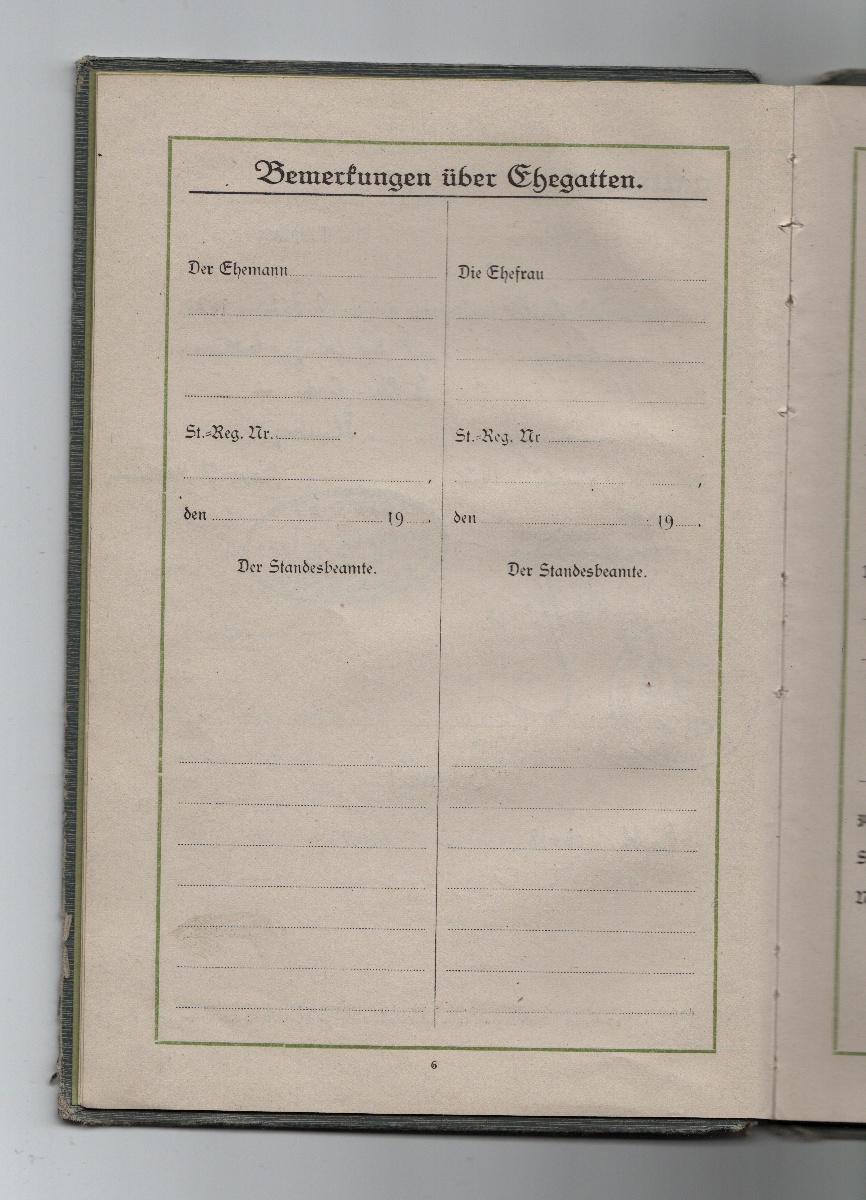 Bemerkungen über Ehegatten.
Der Ehemann
St.-Reg. Nr.
,
den 19 .
Der Standesbeamte.
Die Ehefrau
St.-Reg. Nr
,
den 19 .
Der Standesbeamte.
6